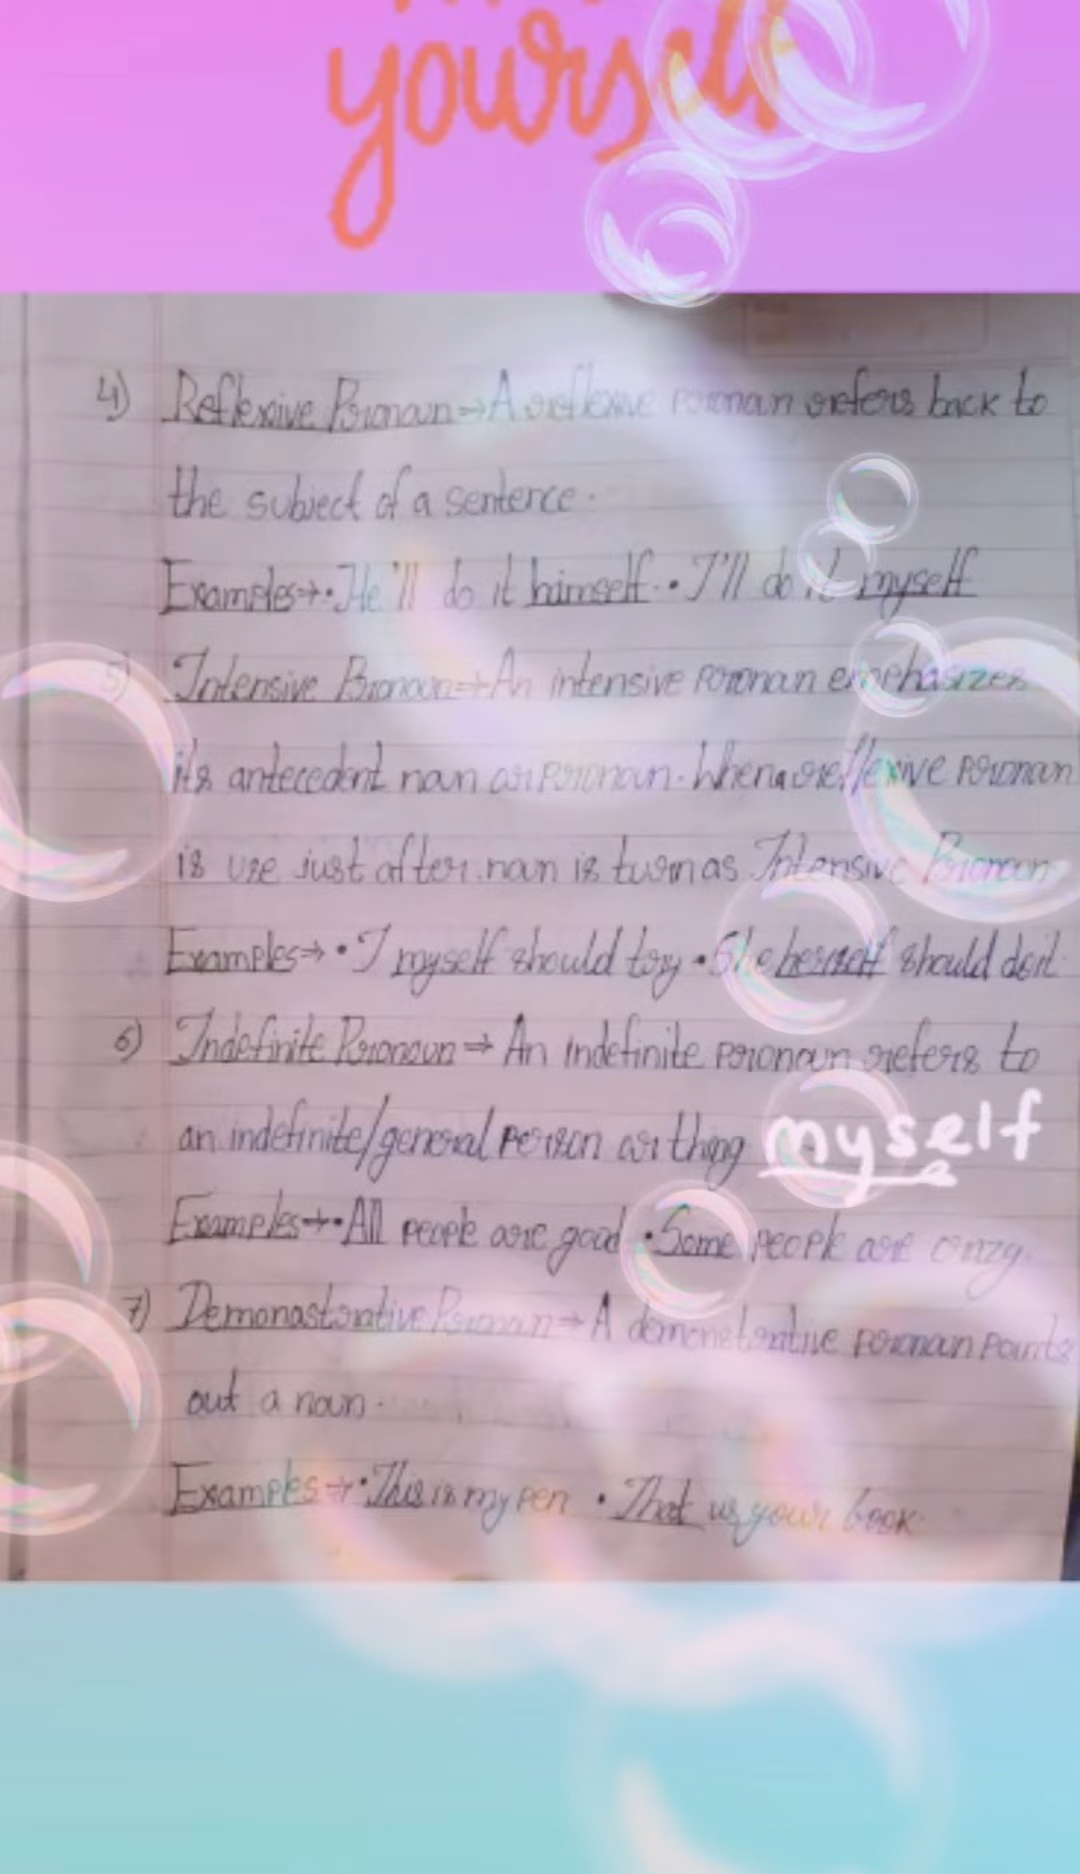 yourself
4) Reflexive Pronoun → A reflexive pronoun refers back to
the subject of a sentence.
Examples → • He'll do it himself. • I'll do it myself
5) Intensive Pronoun → An intensive pronoun emphasizes
its antecedent noun or pronoun. When a reflexive pronoun
is use just after noun is turn as Intensive Pronoun
Examples → • I myself should try • She herself should do it.
6) Indefinite Pronoun → An indefinite pronoun refers to
an indefinite/general person or thing
myself
Examples → • All people are good • Some people are crazy.
7) Demonastrative Pronoun → A demonstrative pronoun points
out a noun.
Examples → • This is my pen • That is your book.